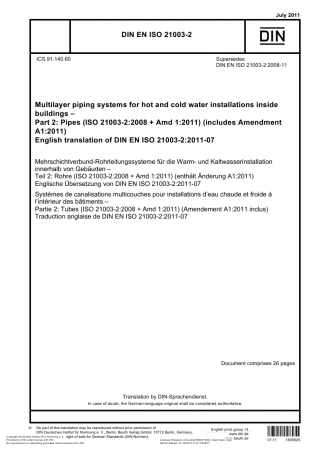 July 2011
DIN EN ISO 21003-2
DIN
ICS 91.140.60
Supersedes
DIN EN ISO 21003-2:2008-11
Multilayer piping systems for hot and cold water installations inside
buildings –
Part 2: Pipes (ISO 21003-2:2008 + Amd 1:2011) (includes Amendment
A1:2011)
English translation of DIN EN ISO 21003-2:2011-07
Mehrschichtverbund-Rohrleitungssysteme für die Warm- und Kaltwasserinstallation
innerhalb von Gebäuden –
Teil 2: Rohre (ISO 21003-2:2008 + Amd 1:2011) (enthält Änderung A1:2011)
Englische Übersetzung von DIN EN ISO 21003-2:2011-07
Systèmes de canalisations multicouches pour installations d'eau chaude et froide à
l'intérieur des bâtiments –
Partie 2: Tubes (ISO 21003-2:2008 + Amd 1:2011) (Amendement A1:2011 inclus)
Traduction anglaise de DIN EN ISO 21003-2:2011-07
Document comprises 26 pages
Translation by DIN-Sprachendienst.
In case of doubt, the German-language original shall be considered authoritative.
© No part of this translation may be reproduced without prior permission of
DIN Deutsches Institut für Normung e. V., Berlin. Beuth Verlag GmbH, 10772 Berlin, Germany,
right of sale for German Standards (DIN-Normen).
English price group 14
www.din.de
www.beuth.de
07.11